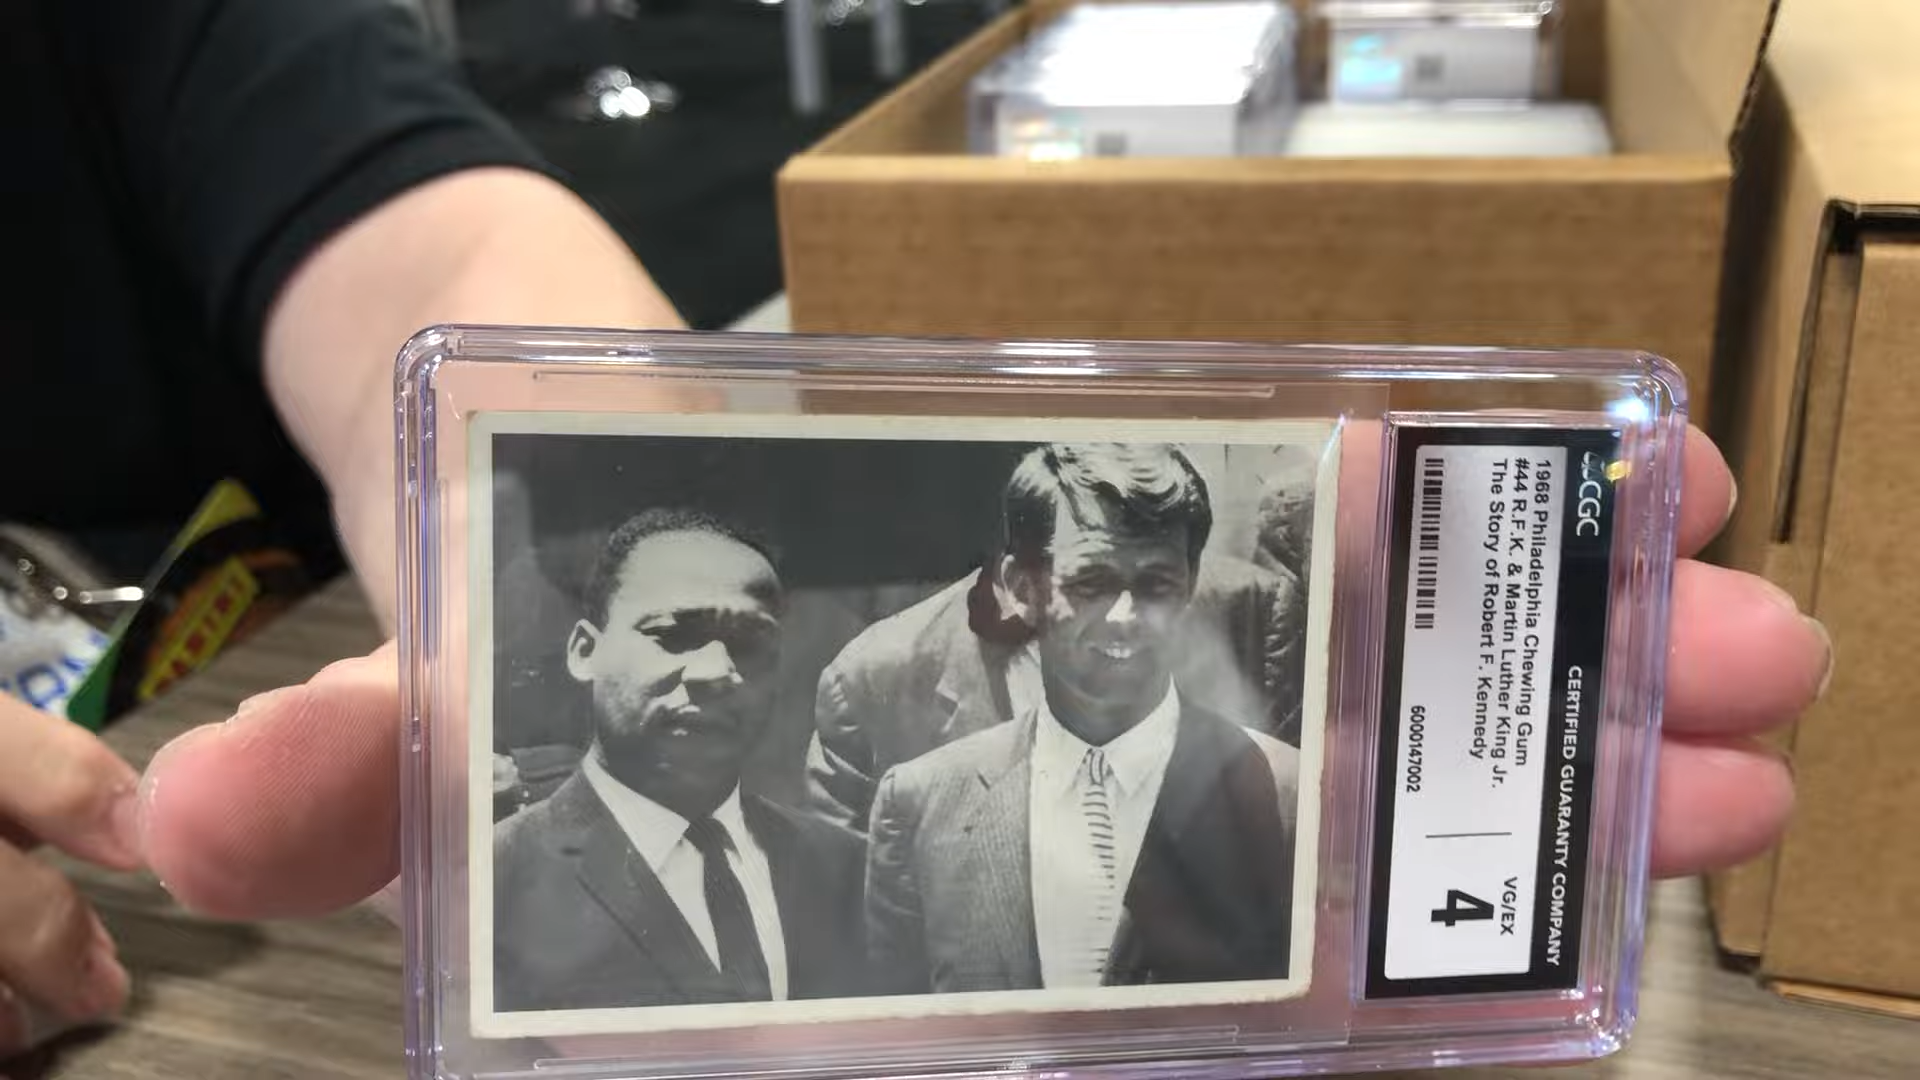 CGC
CERTIFIED GUARANTY COMPANY
1968 Philadelphia Chewing Gum
#44 R.F.K. & Martin Luther King Jr.
The Story of Robert F. Kennedy
6000147002
VG/EX
4
PANINI